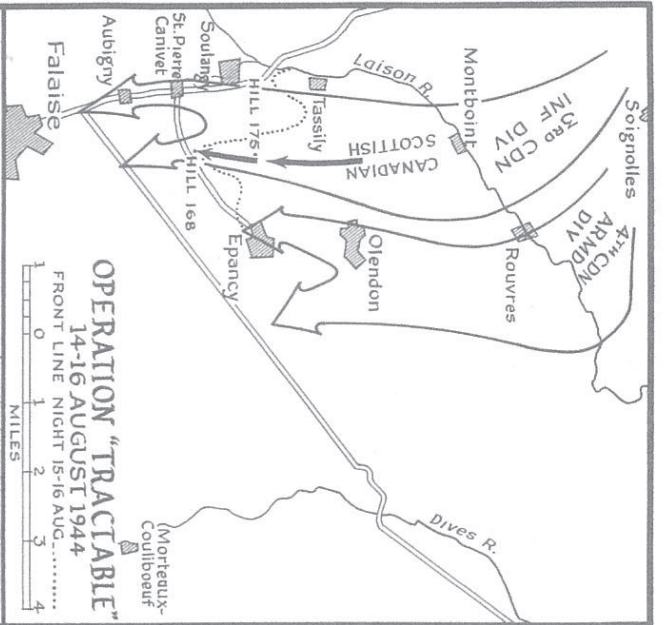 Soignolles
3RD CDN
INF DIV
4TH CDN
ARMD
DIV
Montboint
Laison R.
Rouvres
Tassily
CANADIAN
SCOTTISH
Olendon
Soulangy
HILL 175
St.Pierre
Canivet
HILL 168
Epancy
Aubigny
Falaise
Dives R.
(Morteaux-
Couliboeuf
OPERATION "TRACTABLE"
14-16 AUGUST 1944
FRONT LINE NIGHT 15-16 AUG..........
1 0 1 2 3 4
MILES